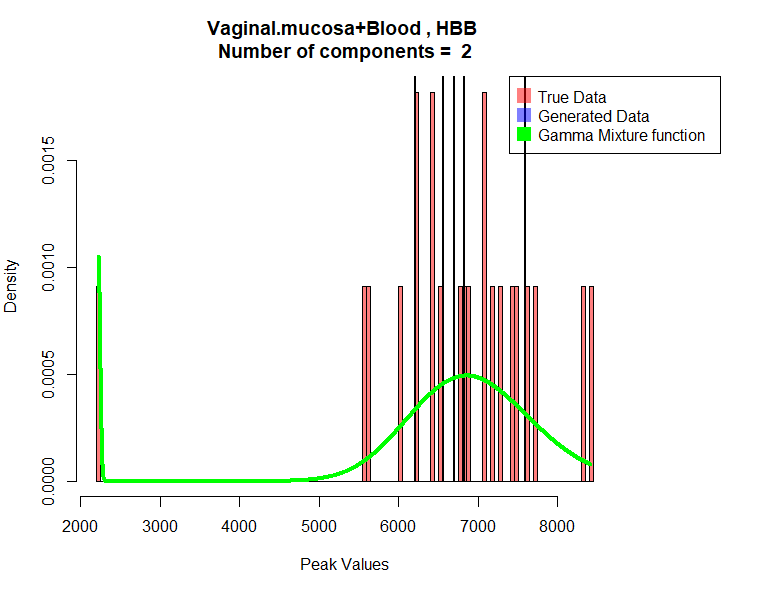 Vaginal.mucosa+Blood , HBB
Number of components =  2
True Data
Generated Data
Gamma Mixture function
Density
0.0015
0.0010
0.0005
0.0000
2000 3000 4000 5000 6000 7000 8000
Peak Values